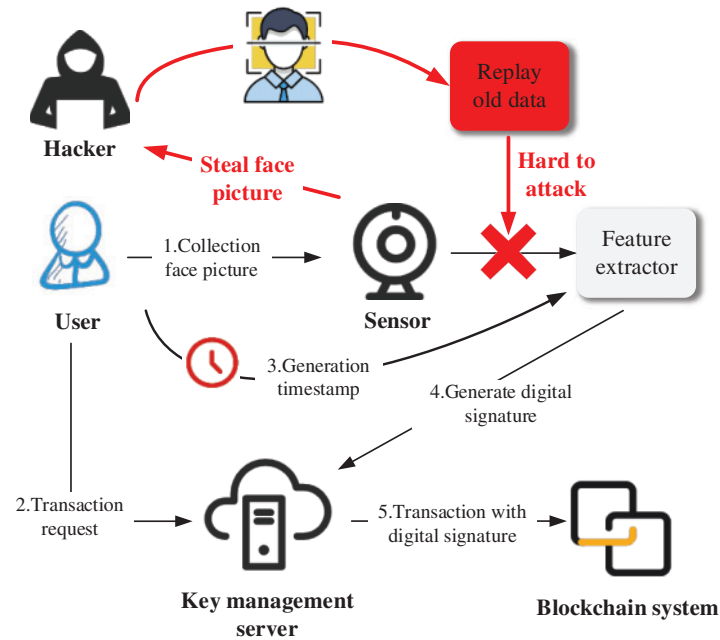 Replay
old data
Hacker
Steal face
picture
Hard to
attack
1.Collection
face picture
Feature
extractor
User
Sensor
3.Generation
timestamp
4.Generate digital
signature
2.Transaction
request
5.Transaction with
digital signature
Key management
server
Blockchain system